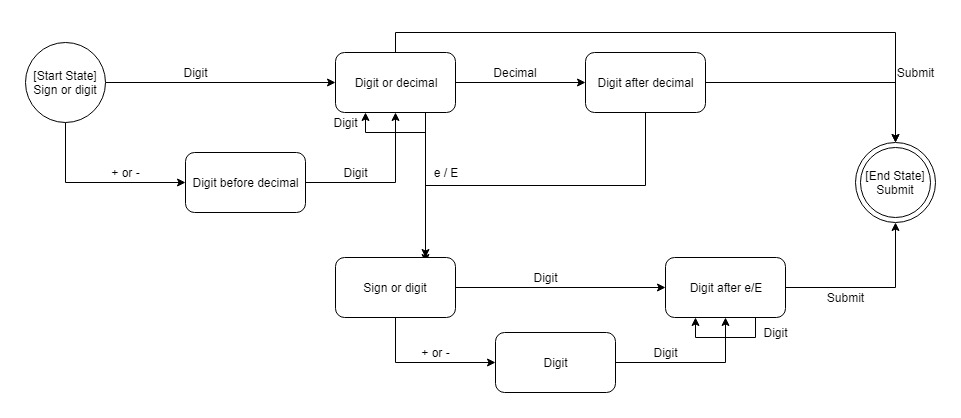 [Start State]
Sign or digit
Digit
Digit or decimal
Decimal
Digit after decimal
Submit
Digit
+ or -
Digit before decimal
Digit
e / E
[End State]
Submit
Sign or digit
Digit
Digit after e/E
Submit
Digit
+ or -
Digit
Digit